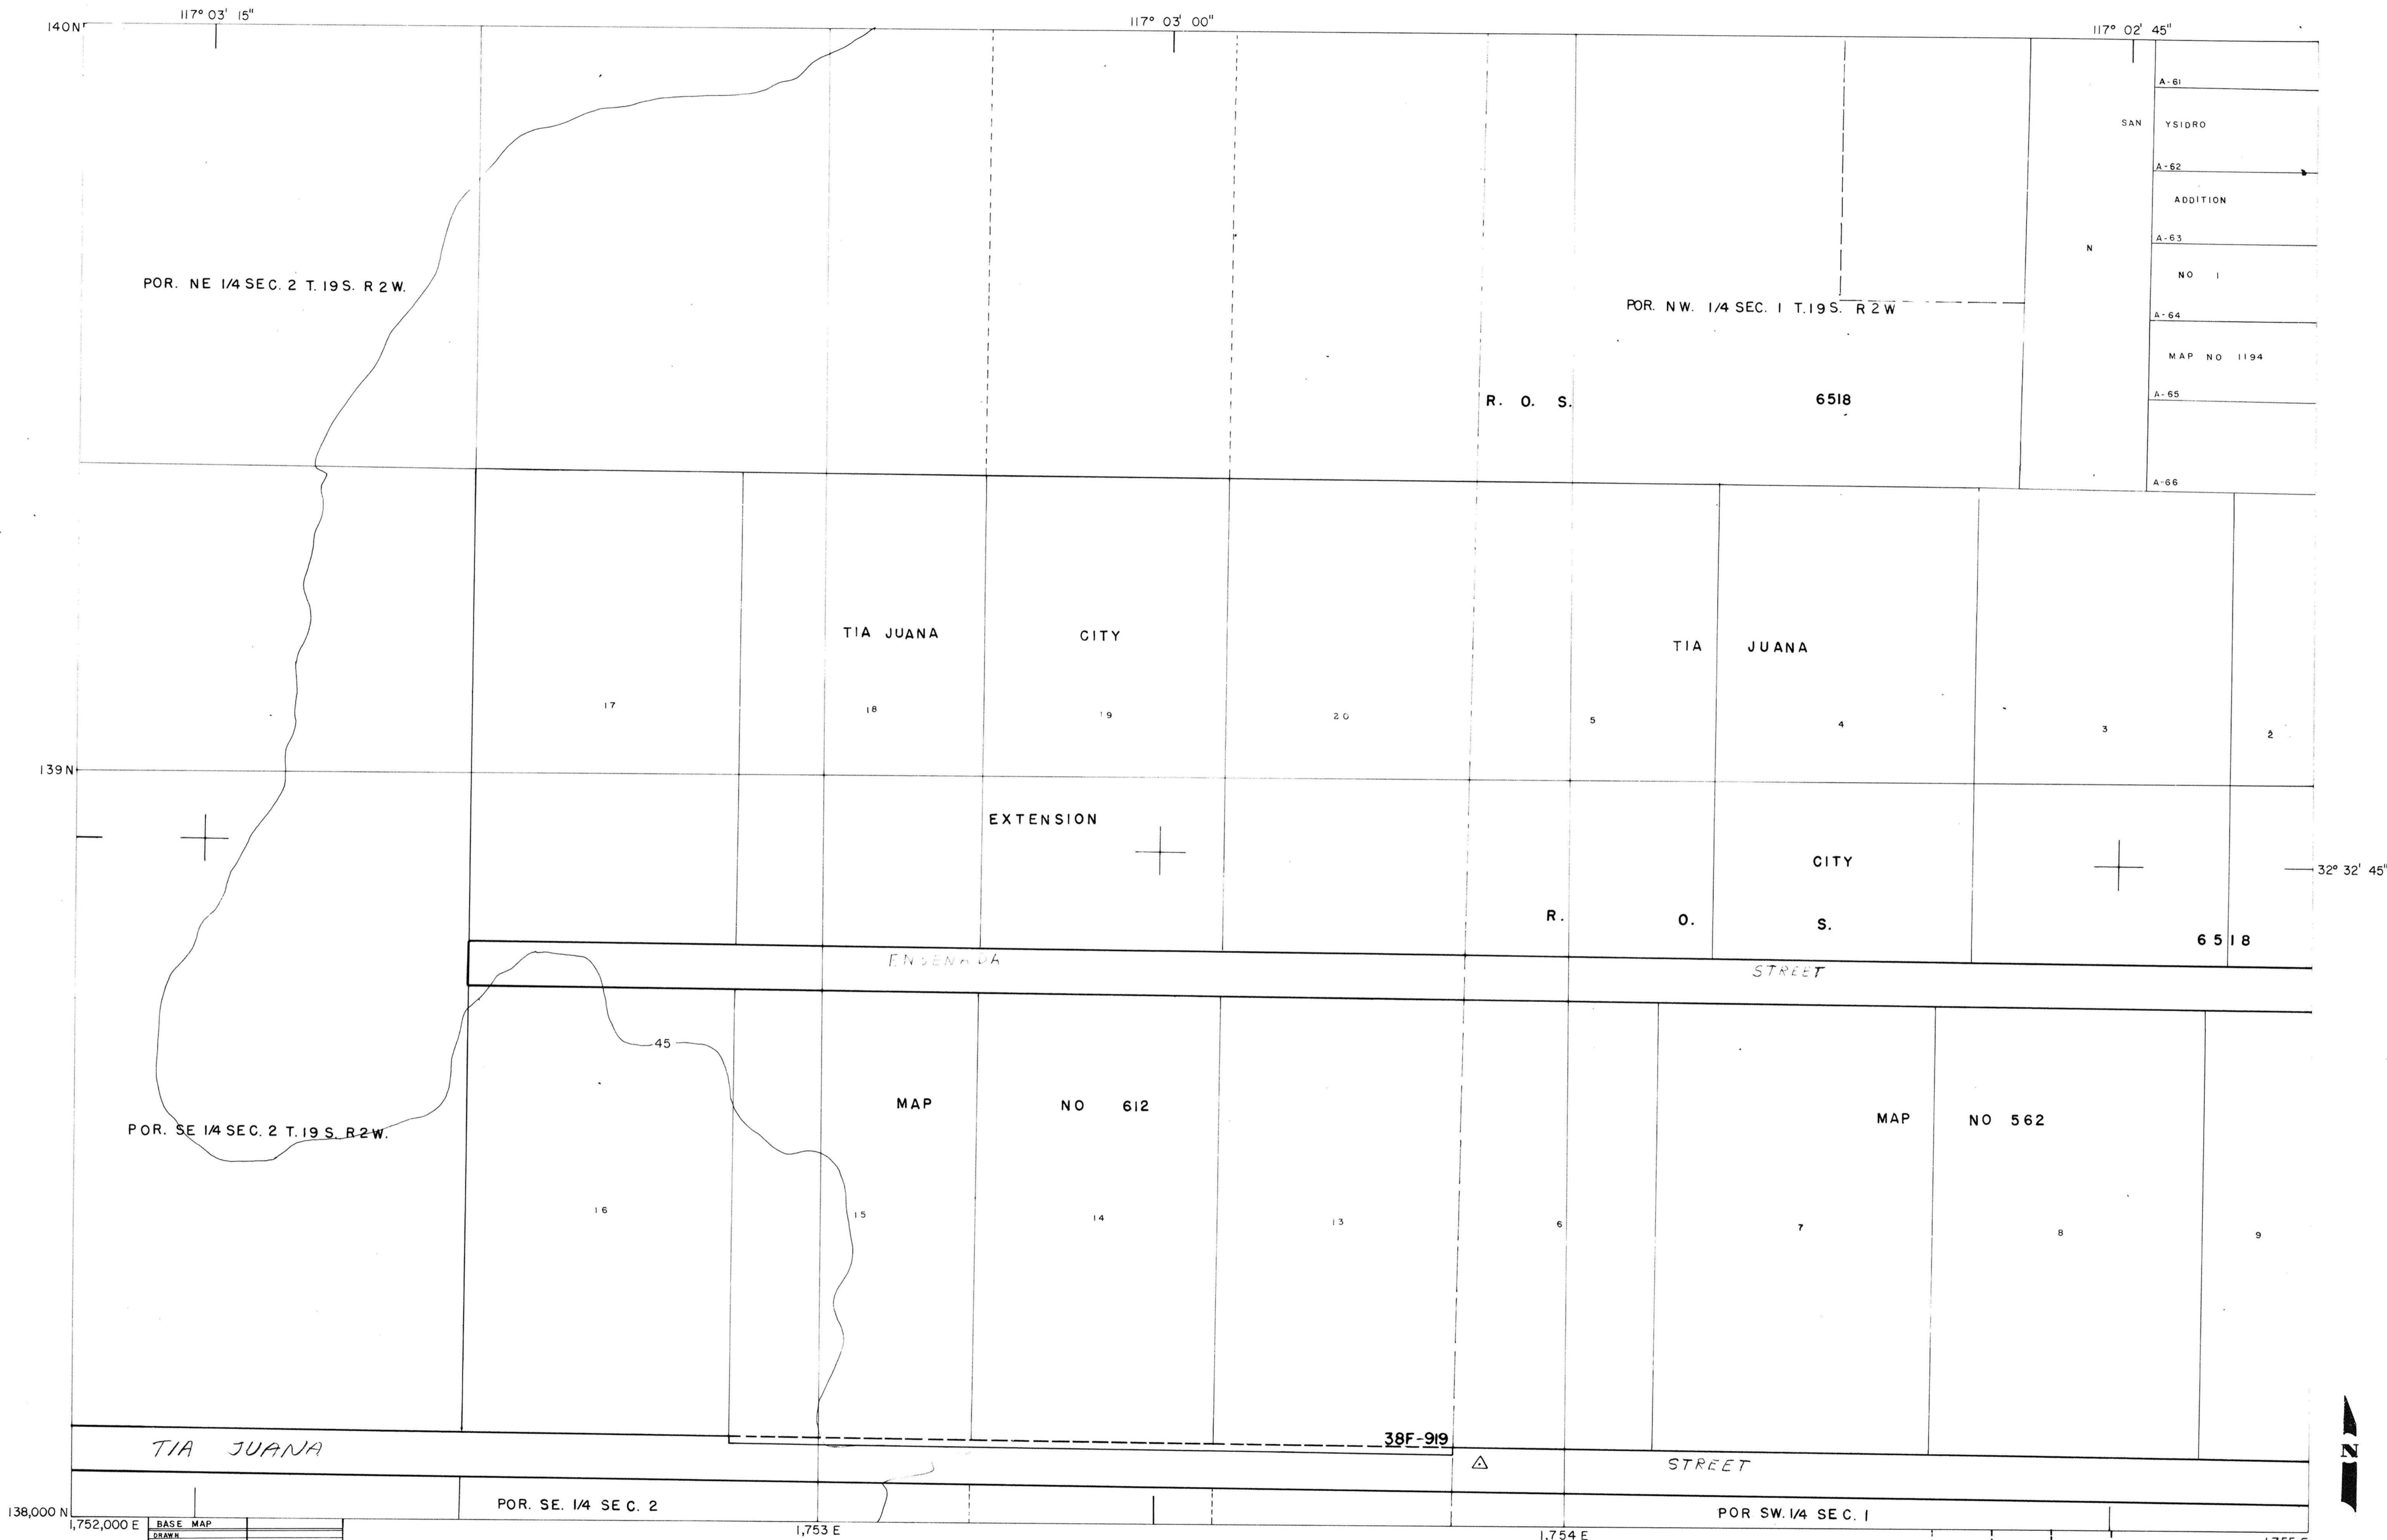 117° 03' 15"
117° 03' 00"
117° 02' 45"
140N
A-61
SAN YSIDRO
A-62
ADDITION
A-63
N
NO 1
POR. NE 1/4 SEC. 2 T. 19 S. R 2 W.
POR. NW. 1/4 SEC. 1 T. 19 S. R 2 W
A-64
MAP NO 1194
R. O. S. 6518
A-65
A-66
TIA JUANA CITY
TIA JUANA
17
18
19
20
5
4
3
2
139N
EXTENSION
CITY
32° 32' 45"
R. O. S.
6518
ENSENADA STREET
45
MAP NO 612
MAP NO 562
POR. SE 1/4 SEC. 2 T. 19 S. R 2 W.
16
15
14
13
6
7
8
9
38F-919
TIA JUANA STREET
N
POR. SE. 1/4 SEC. 2
POR SW. 1/4 SEC. 1
138,000 N
1,752,000 E
BASE MAP
DRAWN
1,753 E
1,754 E
1,755 E